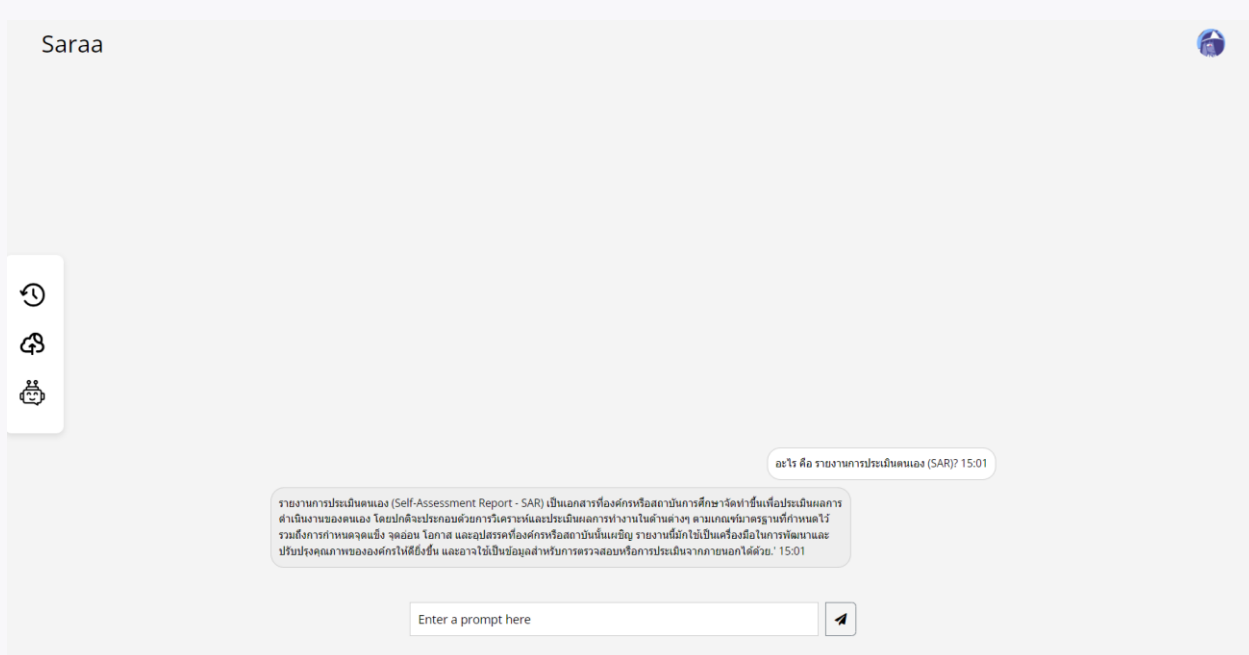 Saraa
อะไร คือ รายงานการประเมินตนเอง (SAR)? 15:01
รายงานการประเมินตนเอง (Self-Assessment Report - SAR) เป็นเอกสารที่องค์กรหรือสถาบันการศึกษาจัดทำขึ้นเพื่อประเมินผลการ
ดำเนินงานของตนเอง โดยปกติจะประกอบด้วยการวิเคราะห์และประเมินผลการทำงานในด้านต่างๆ ตามเกณฑ์มาตรฐานที่กำหนดไว้
รวมถึงการกำหนดจุดแข็ง จุดอ่อน โอกาส และอุปสรรคที่องค์กรหรือสถาบันนั้นเผชิญ รายงานนี้มักใช้เป็นเครื่องมือในการพัฒนาและ
ปรับปรุงคุณภาพขององค์กรให้ดียิ่งขึ้น และอาจใช้เป็นข้อมูลสำหรับการตรวจสอบหรือการประเมินจากภายนอกได้ด้วย.' 15:01
Enter a prompt here